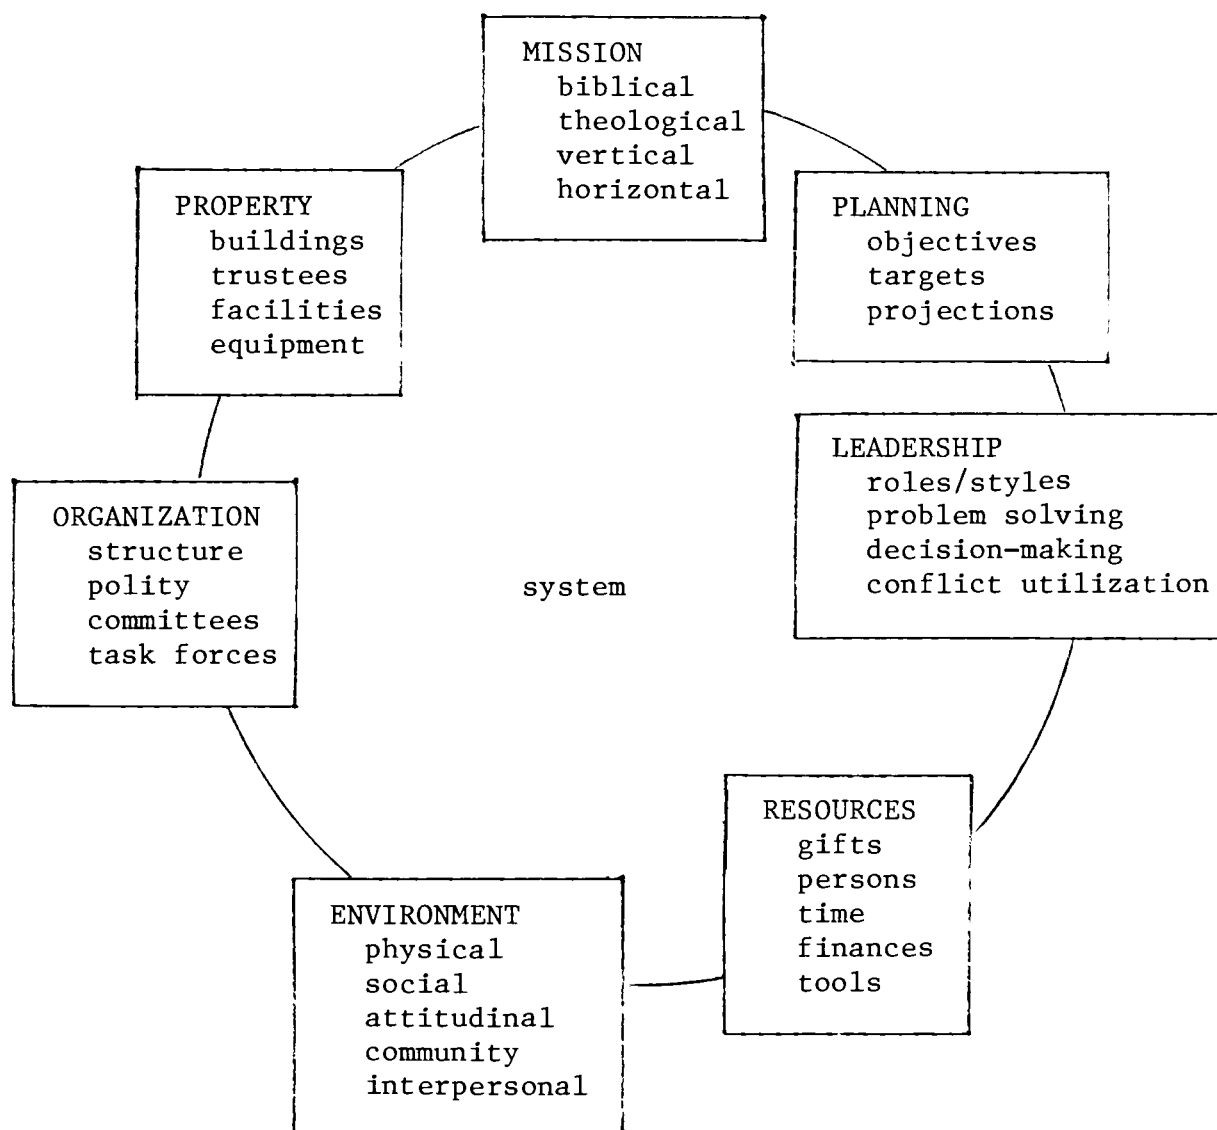 MISSION
biblical
theological
vertical
horizontal
PROPERTY
buildings
trustees
facilities
equipment
PLANNING
objectives
targets
projections
LEADERSHIP
roles/styles
problem solving
decision-making
conflict utilization
ORGANIZATION
structure
polity
committees
task forces
system
RESOURCES
gifts
persons
time
finances
tools
ENVIRONMENT
physical
social
attitudinal
community
interpersonal